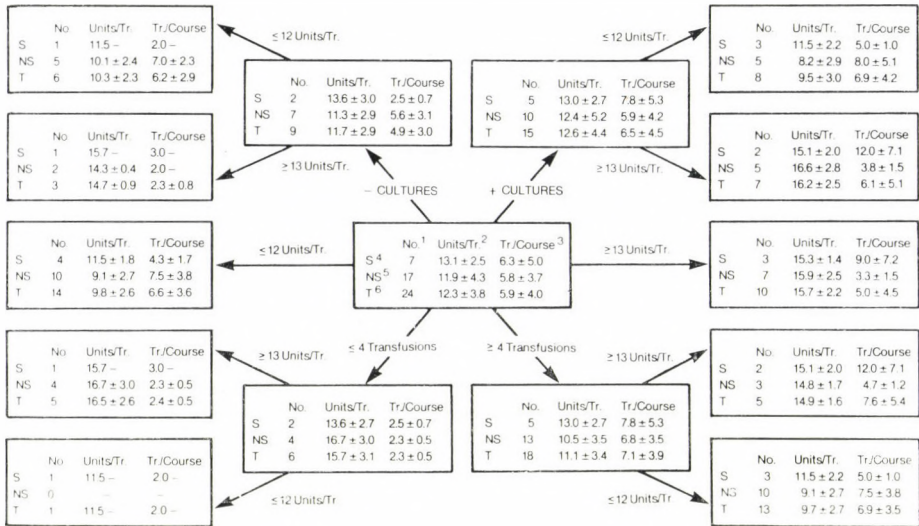 No. Units/Tr. Tr./Course
S 1 11.5 – 2.0 –
NS 5 10.1 ± 2.4 7.0 ± 2.3
T 6 10.3 ± 2.3 6.2 ± 2.9
≤ 12 Units/Tr.
No. Units/Tr. Tr./Course
S 2 13.6 ± 3.0 2.5 ± 0.7
NS 7 11.3 ± 2.9 5.6 ± 3.1
T 9 11.7 ± 2.9 4.9 ± 3.0
≤ 12 Units/Tr.
No. Units/Tr. Tr./Course
S 5 13.0 ± 2.7 7.8 ± 5.3
NS 10 12.4 ± 5.2 5.9 ± 4.2
T 15 12.6 ± 4.4 6.5 ± 4.5
No. Units/Tr. Tr./Course
S 3 11.5 ± 2.2 5.0 ± 1.0
NS 5 8.2 ± 2.9 8.0 ± 5.1
T 8 9.5 ± 3.0 6.9 ± 4.2
No. Units/Tr. Tr./Course
S 1 15.7 – 3.0 –
NS 2 14.3 ± 0.4 2.0 –
T 3 14.7 ± 0.9 2.3 ± 0.8
≥ 13 Units/Tr.
– CULTURES
+ CULTURES
≥ 13 Units/Tr.
No. Units/Tr. Tr./Course
S 2 15.1 ± 2.0 12.0 ± 7.1
NS 5 16.6 ± 2.8 3.8 ± 1.5
T 7 16.2 ± 2.5 6.1 ± 5.1
No. Units/Tr. Tr./Course
S 4 11.5 ± 1.8 4.3 ± 1.7
NS 10 9.1 ± 2.7 7.5 ± 3.8
T 14 9.8 ± 2.6 6.6 ± 3.6
≤ 12 Units/Tr.
No.¹ Units/Tr.² Tr./Course³
S⁴ 7 13.1 ± 2.5 6.3 ± 5.0
NS⁵ 17 11.9 ± 4.3 5.8 ± 3.7
T⁶ 24 12.3 ± 3.8 5.9 ± 4.0
≥ 13 Units/Tr.
No. Units/Tr. Tr./Course
S 3 15.3 ± 1.4 9.0 ± 7.2
NS 7 15.9 ± 2.5 3.3 ± 1.5
T 10 15.7 ± 2.2 5.0 ± 4.5
No. Units/Tr. Tr./Course
S 1 15.7 – 3.0 –
NS 4 16.7 ± 3.0 2.3 ± 0.5
T 5 16.5 ± 2.6 2.4 ± 0.5
≥ 13 Units/Tr.
≤ 4 Transfusions
≥ 4 Transfusions
≥ 13 Units/Tr.
No. Units/Tr. Tr./Course
S 2 15.1 ± 2.0 12.0 ± 7.1
NS 3 14.8 ± 1.7 4.7 ± 1.2
T 5 14.9 ± 1.6 7.6 ± 5.4
No. Units/Tr. Tr./Course
S 2 13.6 ± 2.7 2.5 ± 0.7
NS 4 16.7 ± 3.0 2.3 ± 0.5
T 6 15.7 ± 3.1 2.3 ± 0.5
No. Units/Tr. Tr./Course
S 5 13.0 ± 2.7 7.8 ± 5.3
NS 13 10.5 ± 3.5 6.8 ± 3.5
T 18 11.1 ± 3.4 7.1 ± 3.9
No Units/Tr. Tr/Course
S 1 11.5 – 2.0 –
NS 0 – –
T 1 11.5 – 2.0 –
≤ 12 Units/Tr
≤ 12 Units/Tr.
No. Units/Tr. Tr./Course
S 3 11.5 ± 2.2 5.0 ± 1.0
NS 10 9.1 ± 2.7 7.5 ± 3.8
T 13 9.7 ± 2.7 6.9 ± 3.5